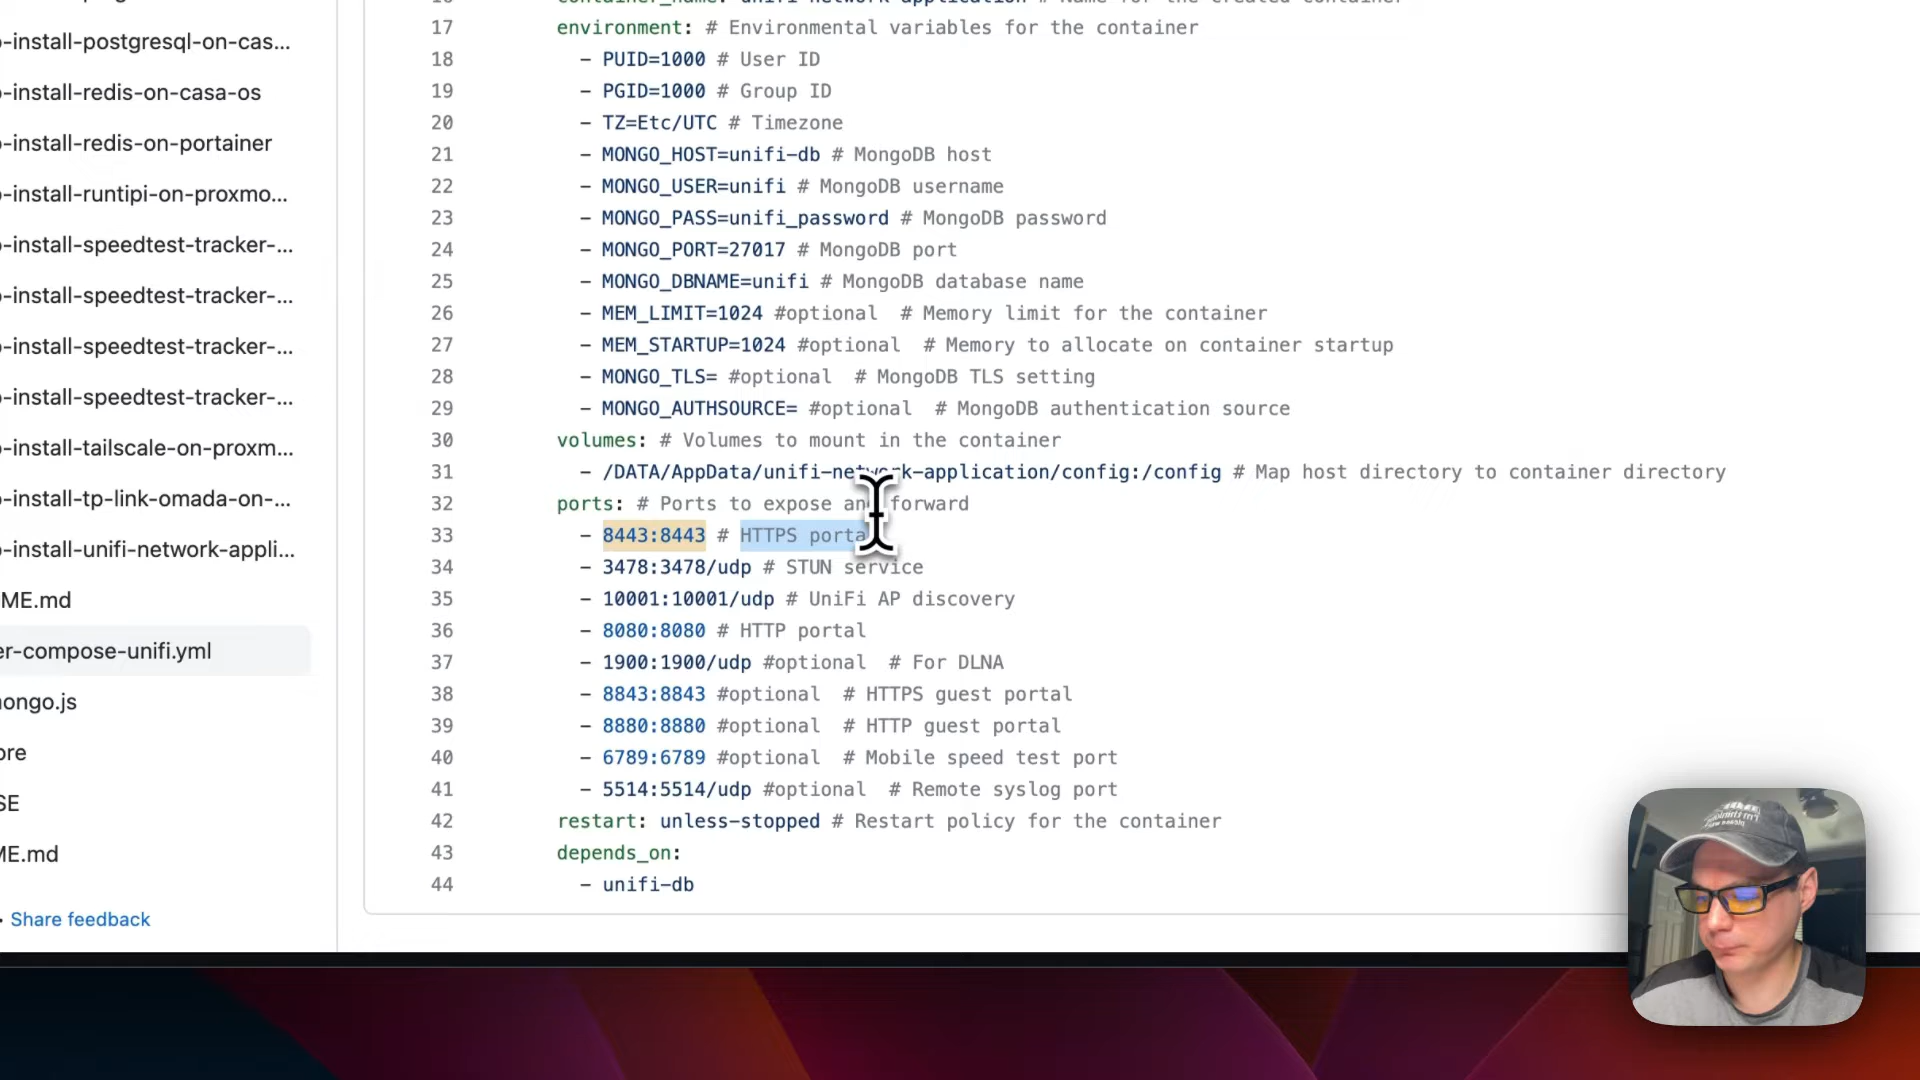 -install-postgresql-on-cas...
-install-redis-on-casa-os
-install-redis-on-portainer
-install-runtipi-on-proxmo...
-install-speedtest-tracker-...
-install-speedtest-tracker-...
-install-speedtest-tracker-...
-install-speedtest-tracker-...
-install-tailscale-on-proxm...
-install-tp-link-omada-on-...
-install-unifi-network-appli...
ME.md
er-compose-unifi.yml
ongo.js
SE
ME.md
Share feedback
17 environment: # Environmental variables for the container
18 - PUID=1000 # User ID
19 - PGID=1000 # Group ID
20 - TZ=Etc/UTC # Timezone
21 - MONGO_HOST=unifi-db # MongoDB host
22 - MONGO_USER=unifi # MongoDB username
23 - MONGO_PASS=unifi_password # MongoDB password
24 - MONGO_PORT=27017 # MongoDB port
25 - MONGO_DBNAME=unifi # MongoDB database name
26 - MEM_LIMIT=1024 #optional  # Memory limit for the container
27 - MEM_STARTUP=1024 #optional  # Memory to allocate on container startup
28 - MONGO_TLS= #optional  # MongoDB TLS setting
29 - MONGO_AUTHSOURCE= #optional  # MongoDB authentication source
30 volumes: # Volumes to mount in the container
31 - /DATA/AppData/unifi-network-application/config:/config # Map host directory to container directory
32 ports: # Ports to expose and forward
33 - 8443:8443 # HTTPS porta
34 - 3478:3478/udp # STUN service
35 - 10001:10001/udp # UniFi AP discovery
36 - 8080:8080 # HTTP portal
37 - 1900:1900/udp #optional  # For DLNA
38 - 8843:8843 #optional  # HTTPS guest portal
39 - 8880:8880 #optional  # HTTP guest portal
40 - 6789:6789 #optional  # Mobile speed test port
41 - 5514:5514/udp #optional  # Remote syslog port
42 restart: unless-stopped # Restart policy for the container
43 depends_on:
44 - unifi-db